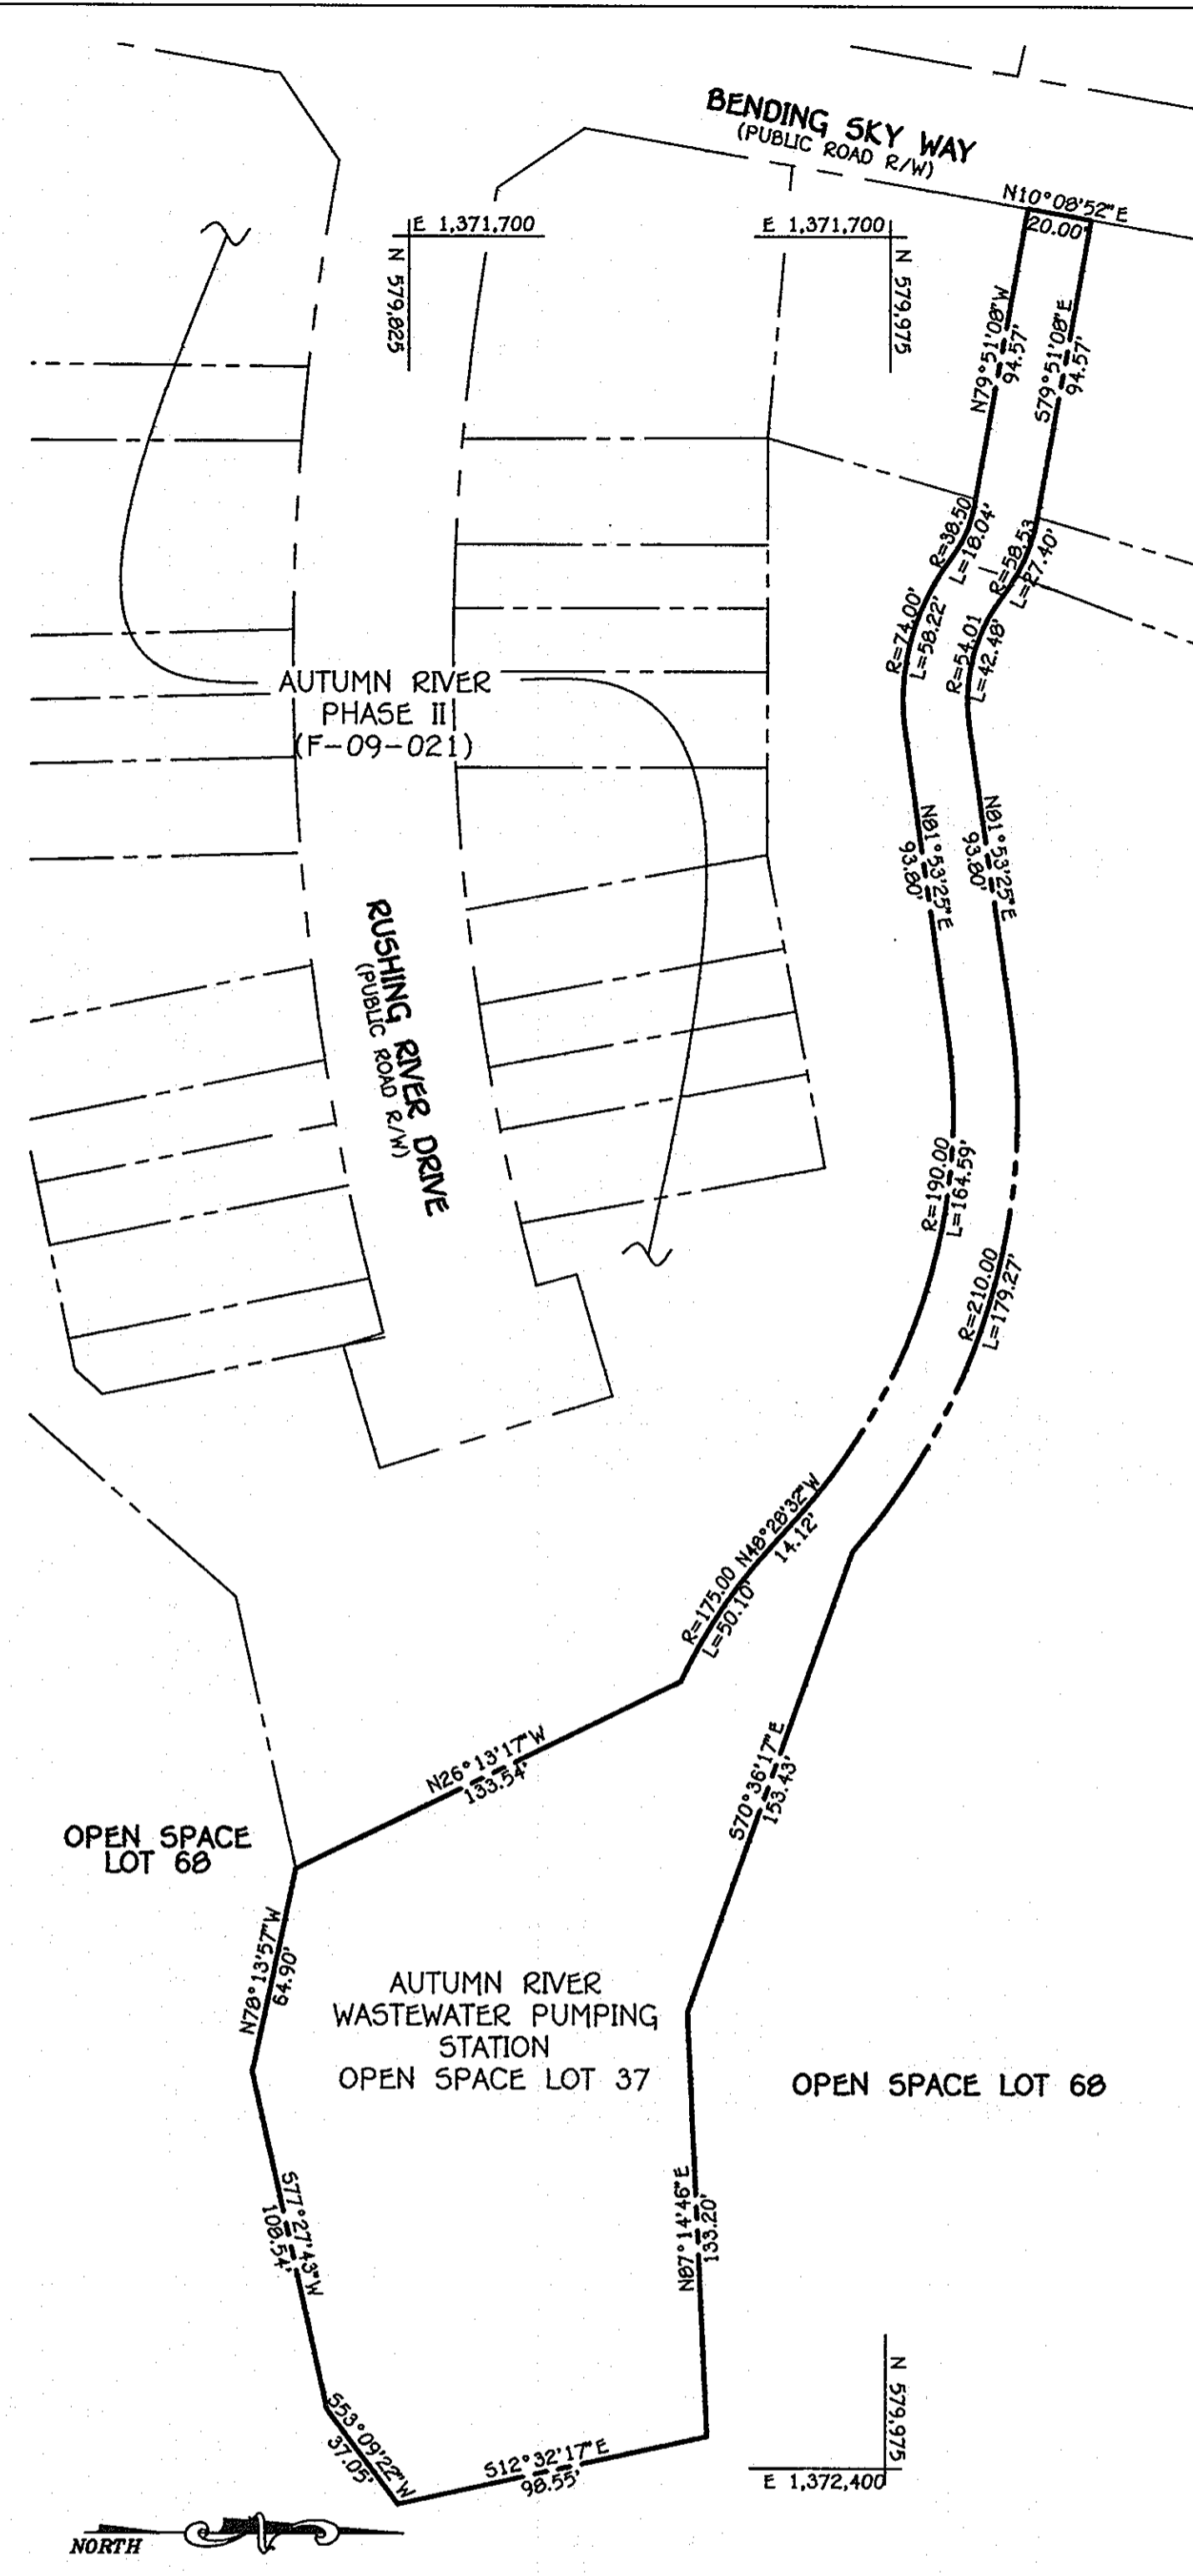 BENDING SKY WAY
(PUBLIC ROAD R/W)
N10°08'52"E
20.00'
E 1,371,700
N 579,825
E 1,371,700
N 579,975
N79°51'08"W
94.57'
S79°51'08"E
94.57'
R=38.50
L=18.04'
R=58.53
L=27.40'
R=74.00'
L=58.22'
R=54.01
L=42.48'
AUTUMN RIVER
PHASE II
(F-09-021)
N81°53'25"E
93.80'
N81°53'25"E
93.80'
RUSHING RIVER DRIVE
(PUBLIC ROAD R/W)
R=190.00
L=164.59'
R=210.00
L=179.27'
N48°28'32"W
14.12'
R=175.00
L=50.10'
N26°13'17"W
133.54'
S70°36'17"E
153.43'
OPEN SPACE
LOT 68
N78°13'57"W
64.90'
AUTUMN RIVER
WASTEWATER PUMPING
STATION
OPEN SPACE LOT 37
OPEN SPACE LOT 68
S77°27'43"W
108.54'
N87°14'46"E
133.20'
S53°09'22"W
37.05'
S12°32'17"E
98.55'
N 579,975
E 1,372,400
NORTH